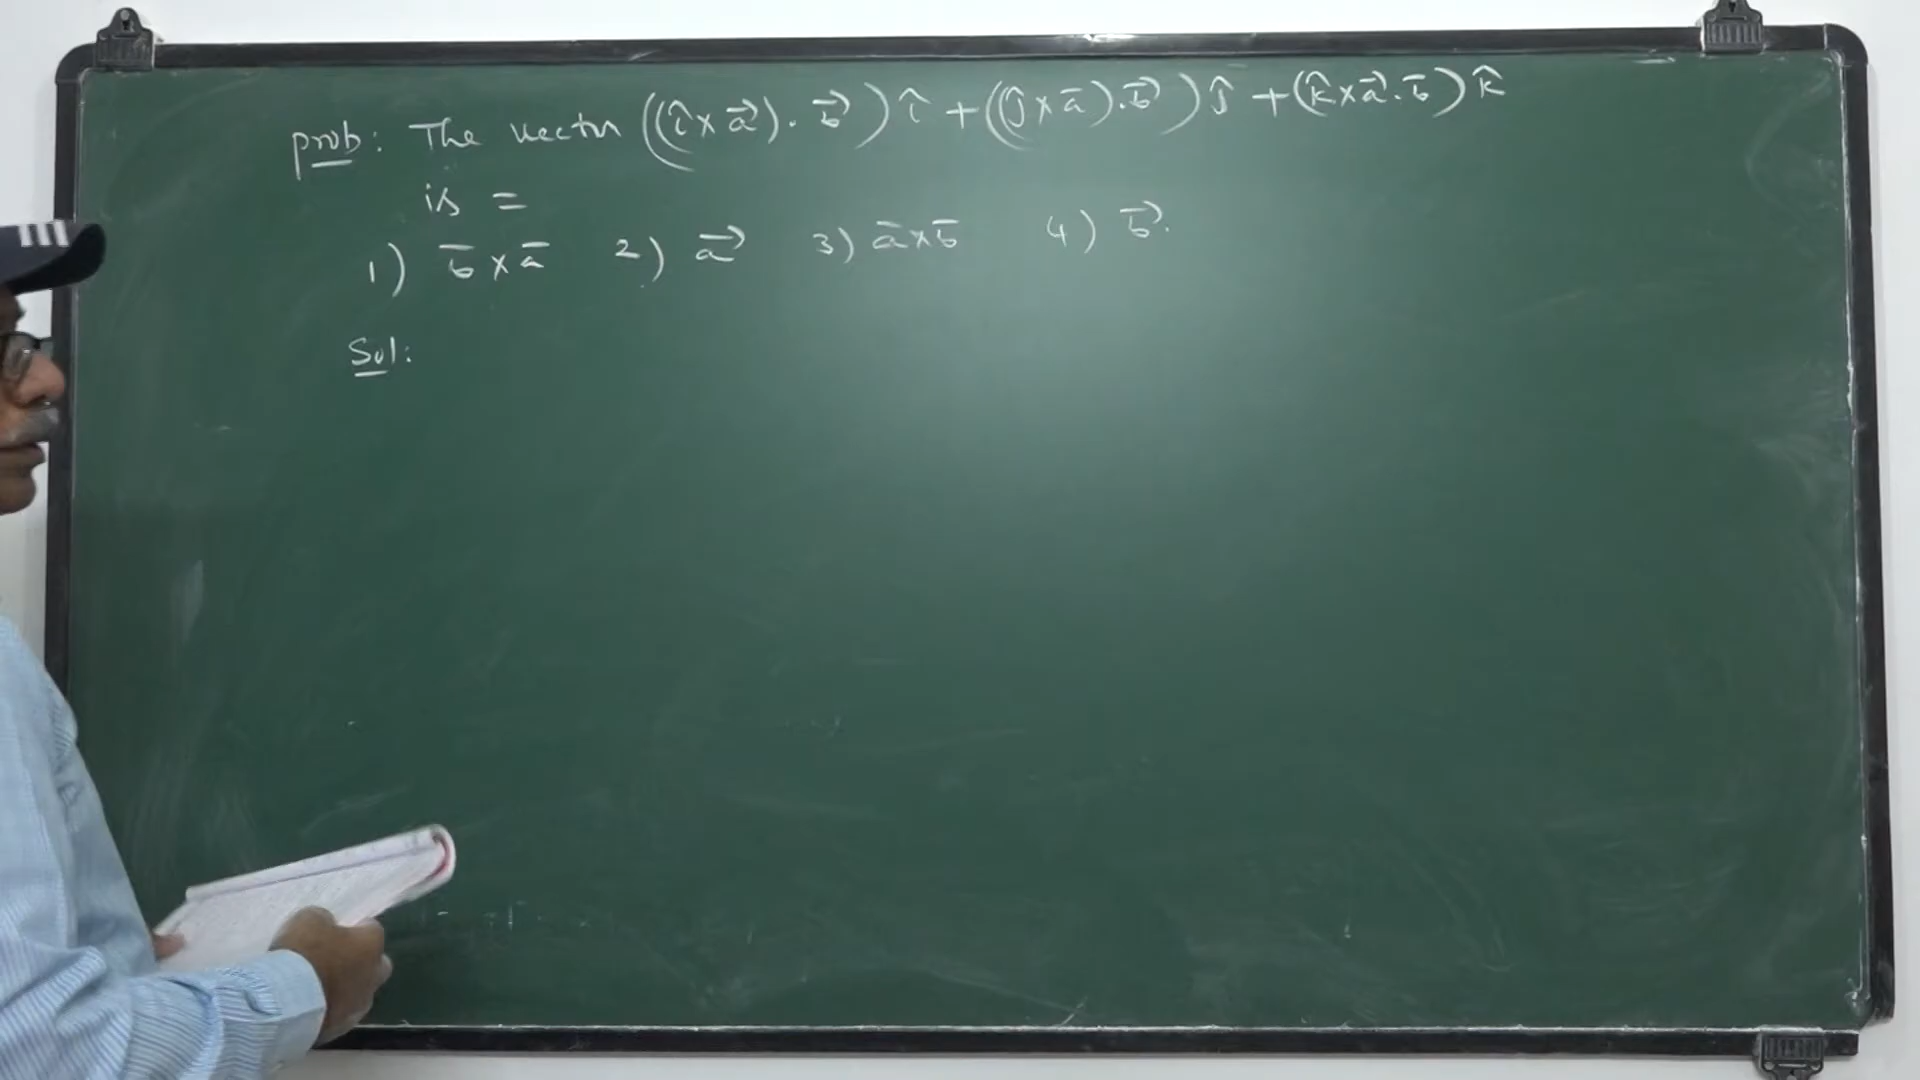 prob: The vector ((î×a⃗).b⃗)î+((ĵ×a̅).b⃗)ĵ+(k̂×a⃗.b̅)k̂
is =
1) b̅×a̅ 2) a⃗ 3) a̅×b̅ 4) b⃗.
Sol: